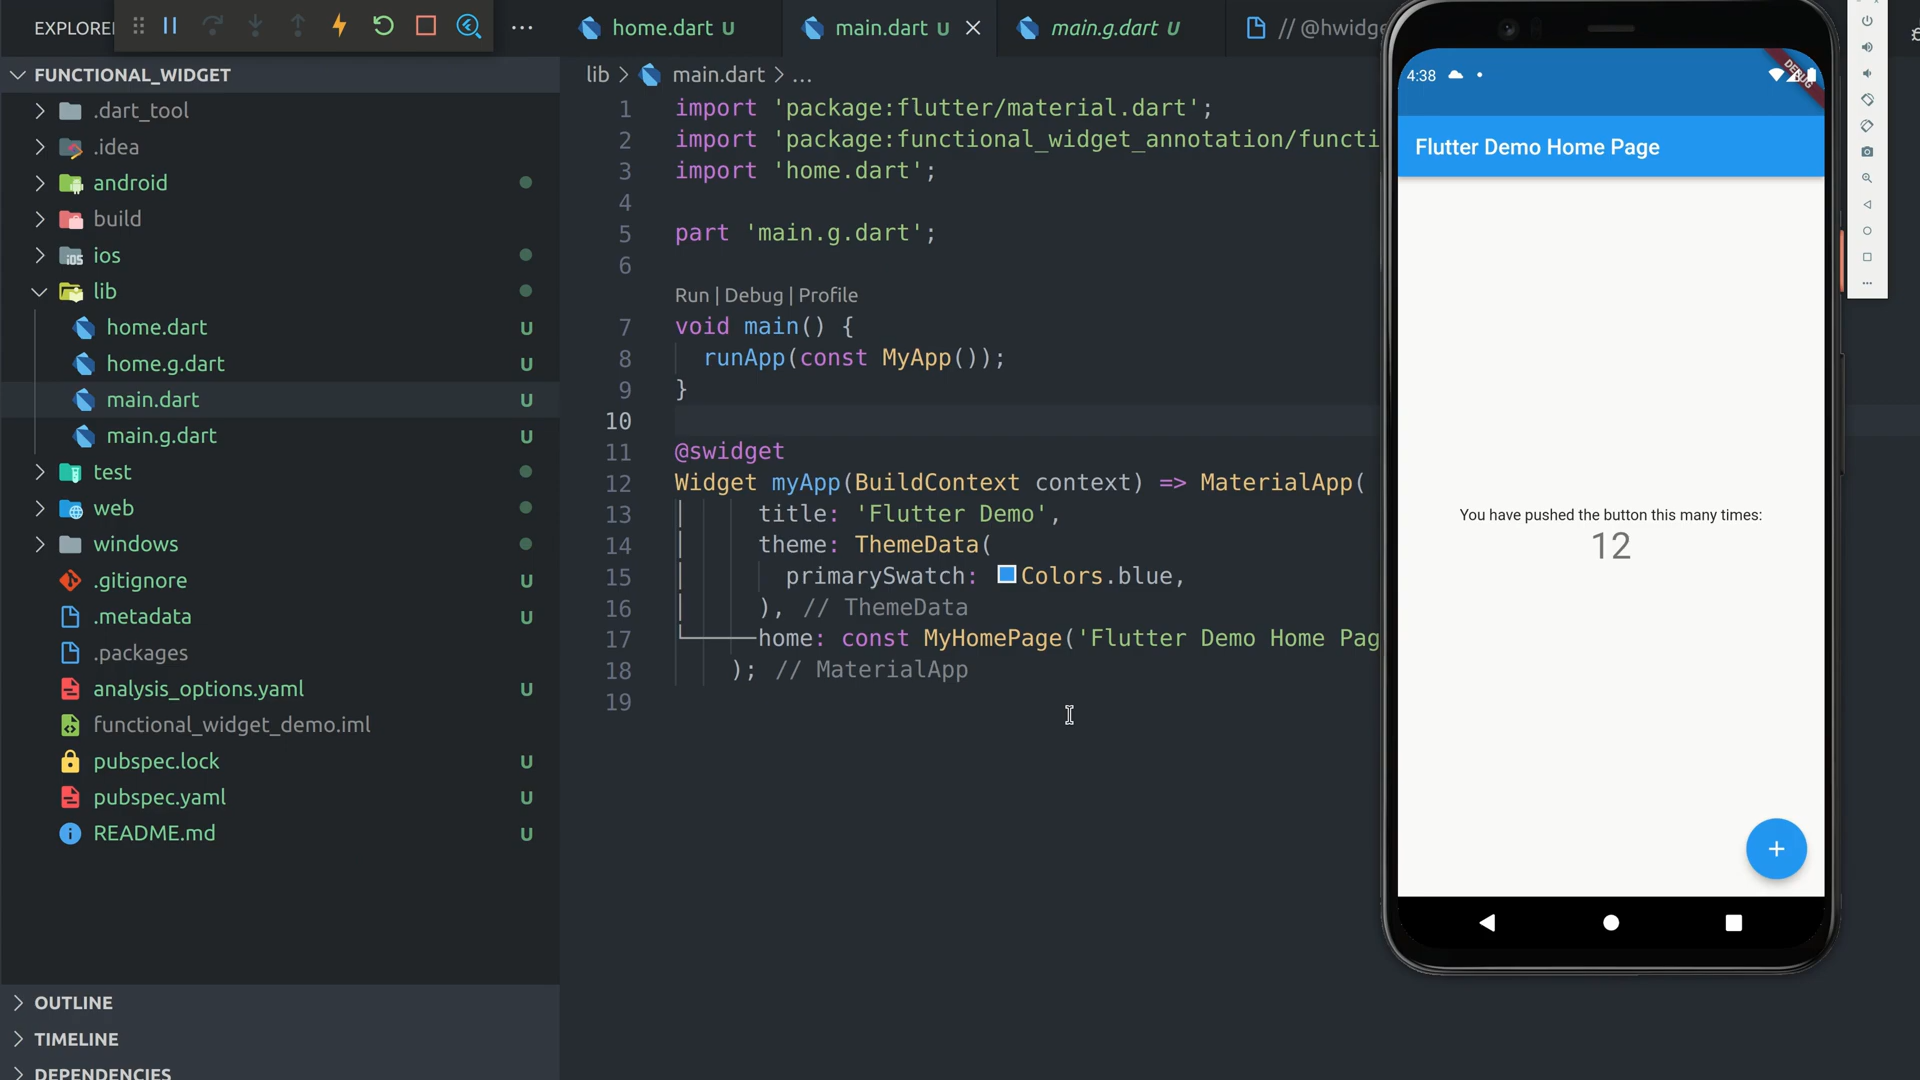 EXPLORE
home.dart U
main.dart U
main.g.dart U
// @hwidge
FUNCTIONAL_WIDGET
.dart_tool
.idea
android
build
ios
lib
home.dart U
home.g.dart U
main.dart U
main.g.dart U
test
web
windows
.gitignore U
.metadata U
.packages
analysis_options.yaml U
functional_widget_demo.iml
pubspec.lock U
pubspec.yaml U
README.md U
OUTLINE
TIMELINE
DEPENDENCIES
lib > main.dart > ...
1 import 'package:flutter/material.dart';
2 import 'package:functional_widget_annotation/functi
3 import 'home.dart';
4
5 part 'main.g.dart';
6
Run | Debug | Profile
7 void main() {
8 runApp(const MyApp());
9 }
10
11 @swidget
12 Widget myApp(BuildContext context) => MaterialApp(
13 title: 'Flutter Demo',
14 theme: ThemeData(
15 primarySwatch: Colors.blue,
16 ), // ThemeData
17 home: const MyHomePage('Flutter Demo Home Pag
18 ); // MaterialApp
19
4:38
DEBUG
Flutter Demo Home Page
You have pushed the button this many times:
12
+